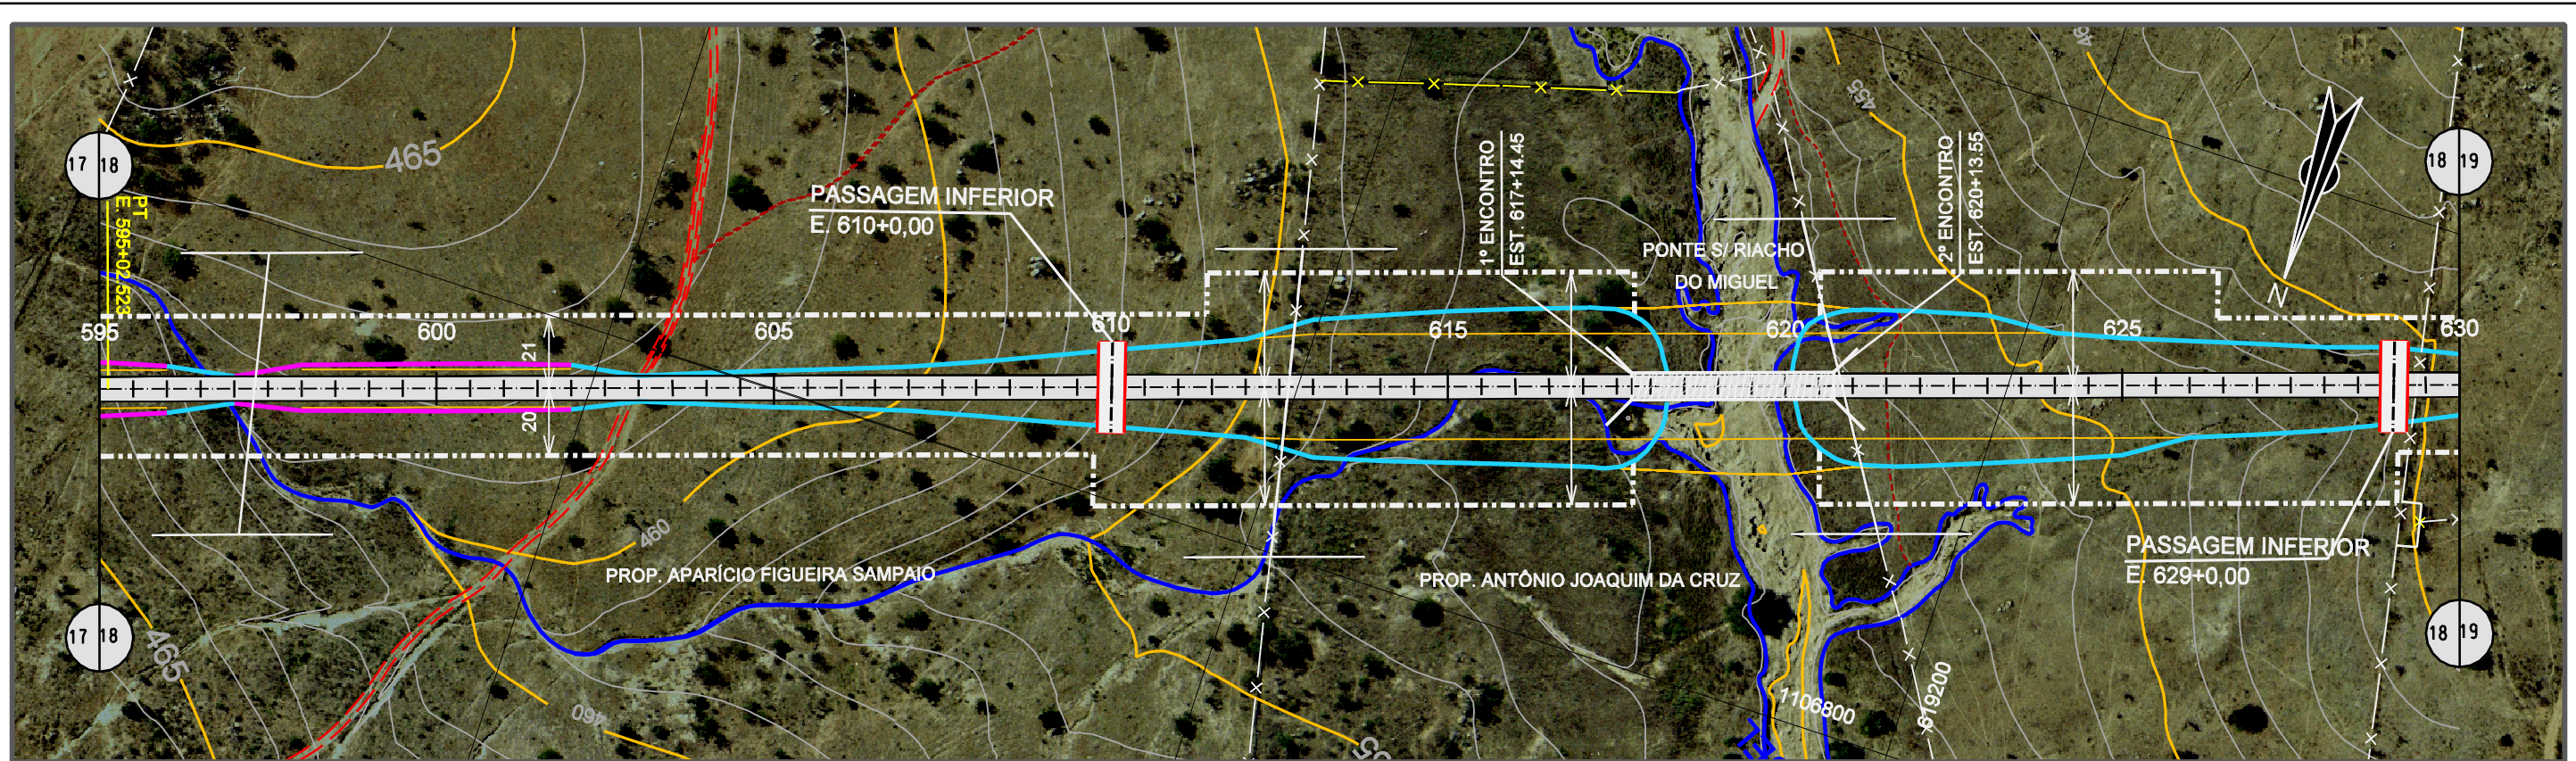 465
455
17 18
18 19
PT
E. 595+02,523
PASSAGEM INFERIOR
E. 610+0,00
1º ENCONTRO
EST. 617+14.45
PONTE S/ RIACHO
DO MIGUEL
2º ENCONTRO
EST. 620+13.55
N
595
600
605
610
615
620
625
630
21
20
460
PROP. APARÍCIO FIGUEIRA SAMPAIO
PROP. ANTÔNIO JOAQUIM DA CRUZ
PASSAGEM INFERIOR
E. 629+0,00
17 18
465
460
1106800
619200
18 19